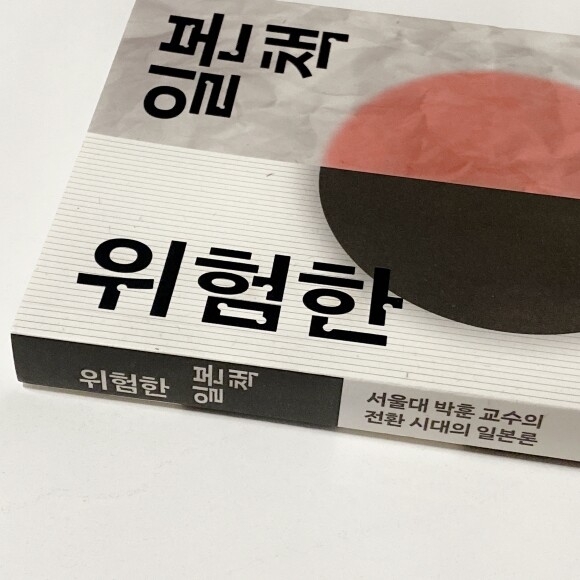 위험한
일본책
위험한
일본책
서울대 박훈 교수의
전환 시대의 일본론